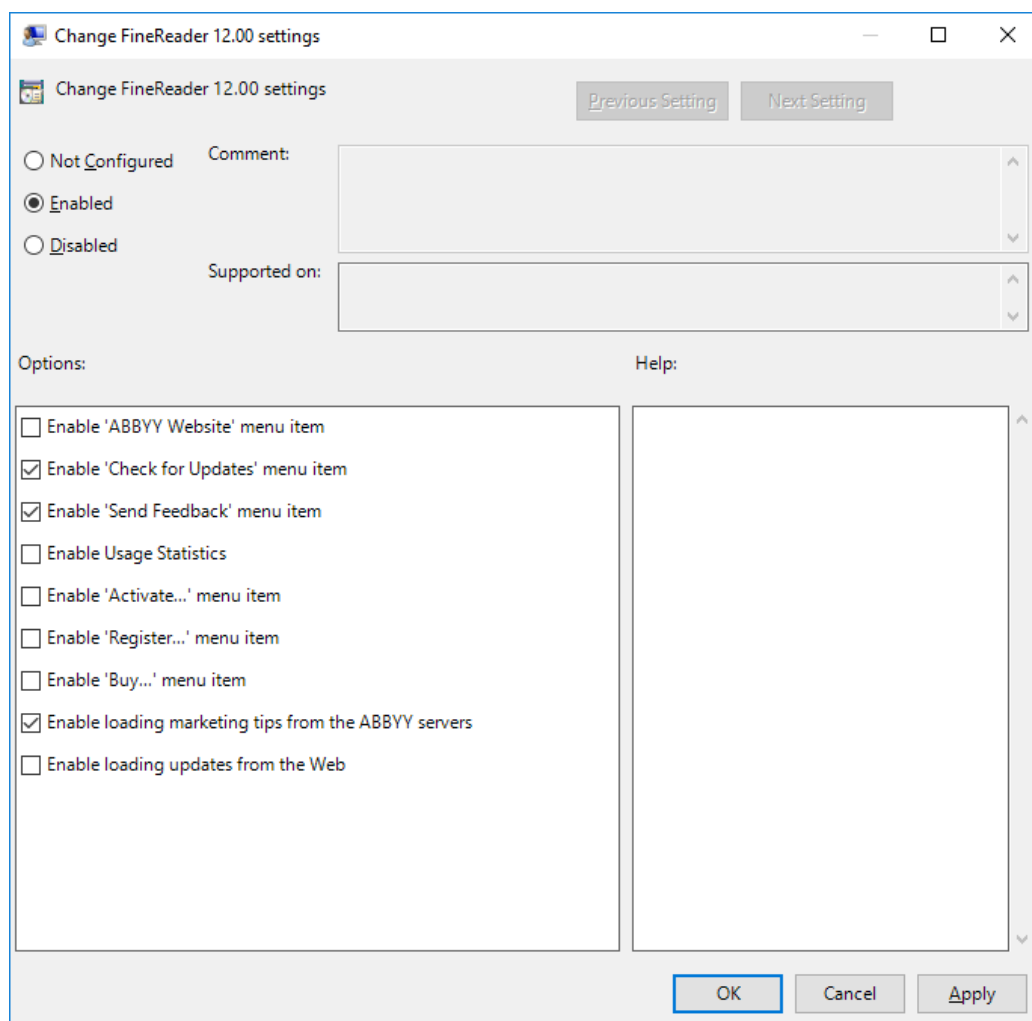 Change FineReader 12.00 settings
Change FineReader 12.00 settings
Previous Setting
Next Setting
Not Configured
Comment:
Enabled
Disabled
Supported on:
Options:
Help:
Enable 'ABBYY Website' menu item
Enable 'Check for Updates' menu item
Enable 'Send Feedback' menu item
Enable Usage Statistics
Enable 'Activate...' menu item
Enable 'Register...' menu item
Enable 'Buy...' menu item
Enable loading marketing tips from the ABBYY servers
Enable loading updates from the Web
OK
Cancel
Apply